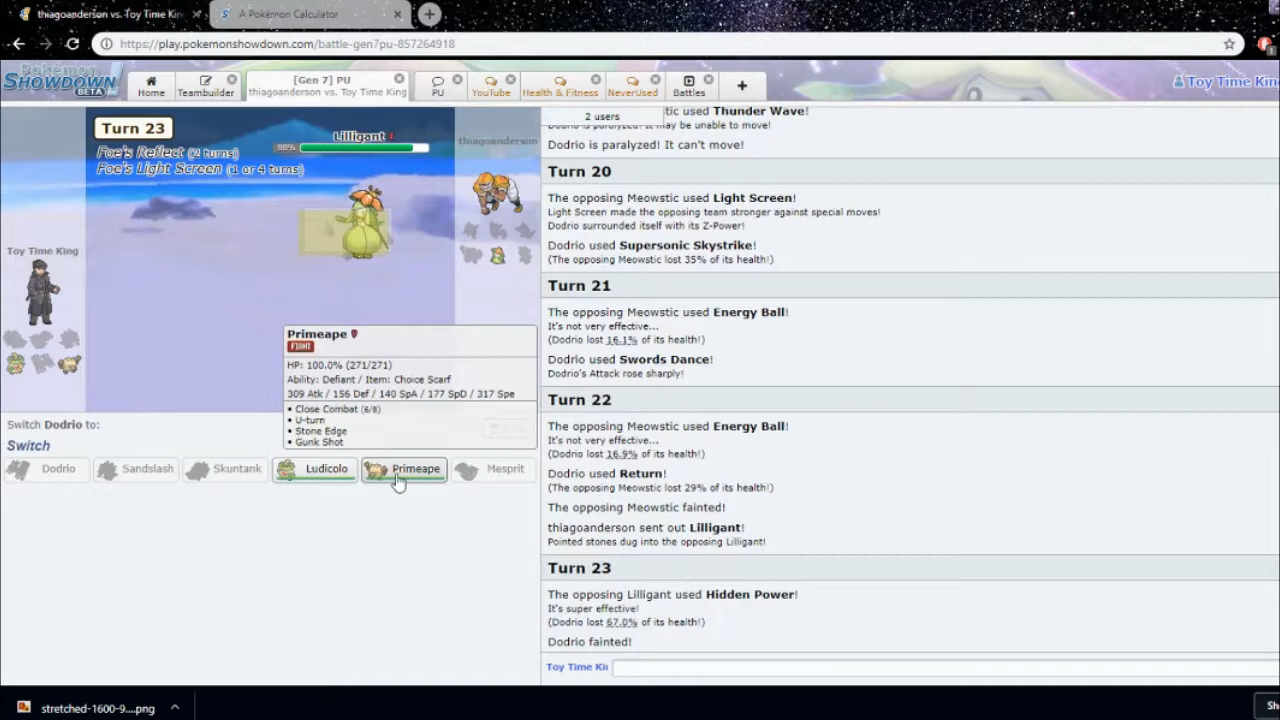 thiagoanderson vs. Toy Time Kin
A Pokémon Calculator
https://play.pokemonshowdown.com/battle-gen7pu-857264918
Pokémon
SHOWDOWN!
BETA
Home
Teambuilder
[Gen 7] PU
thiagoanderson vs. Toy Time King
PU
YouTube
Health & Fitness
NeverUsed
Battles
Toy Time King
Turn 23
Foe's Reflect (2 turns)
Foe's Light Screen (1 or 4 turns)
Lilligant
88%
thiagoanderson
Toy Time King
Primeape
FIGHT
HP: 100.0% (271/271)
Ability: Defiant / Item: Choice Scarf
309 Atk / 156 Def / 140 SpA / 177 SpD / 317 Spe
• Close Combat (6/8)
• U-turn
• Stone Edge
• Gunk Shot
Switch Dodrio to:
Switch
Dodrio
Sandslash
Skuntank
Ludicolo
Primeape
Mesprit
2 users
tic used Thunder Wave!
Dodrio is paralyzed! It may be unable to move!
Dodrio is paralyzed! It can't move!
Turn 20
The opposing Meowstic used Light Screen!
Light Screen made the opposing team stronger against special moves!
Dodrio surrounded itself with its Z-Power!
Dodrio used Supersonic Skystrike!
(The opposing Meowstic lost 35% of its health!)
Turn 21
The opposing Meowstic used Energy Ball!
It's not very effective...
(Dodrio lost 16.1% of its health!)
Dodrio used Swords Dance!
Dodrio's Attack rose sharply!
Turn 22
The opposing Meowstic used Energy Ball!
It's not very effective...
(Dodrio lost 16.9% of its health!)
Dodrio used Return!
(The opposing Meowstic lost 29% of its health!)
The opposing Meowstic fainted!
thiagoanderson sent out Lilligant!
Pointed stones dug into the opposing Lilligant!
Turn 23
The opposing Lilligant used Hidden Power!
It's super effective!
(Dodrio lost 67.0% of its health!)
Dodrio fainted!
Toy Time Ki
stretched-1600-9....png
Sh